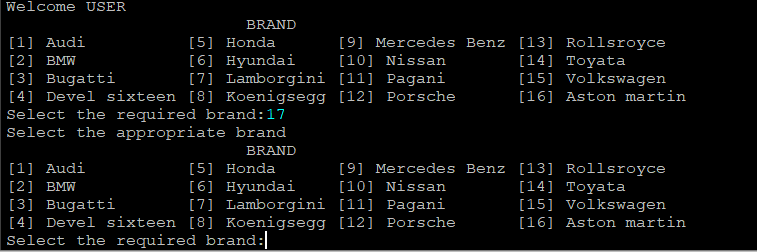 Welcome USER
BRAND
[1] Audi [5] Honda [9] Mercedes Benz [13] Rollsroyce
[2] BMW [6] Hyundai [10] Nissan [14] Toyata
[3] Bugatti [7] Lamborgini [11] Pagani [15] Volkswagen
[4] Devel sixteen [8] Koenigsegg [12] Porsche [16] Aston martin
Select the required brand:17
Select the appropriate brand
BRAND
[1] Audi [5] Honda [9] Mercedes Benz [13] Rollsroyce
[2] BMW [6] Hyundai [10] Nissan [14] Toyata
[3] Bugatti [7] Lamborgini [11] Pagani [15] Volkswagen
[4] Devel sixteen [8] Koenigsegg [12] Porsche [16] Aston martin
Select the required brand: